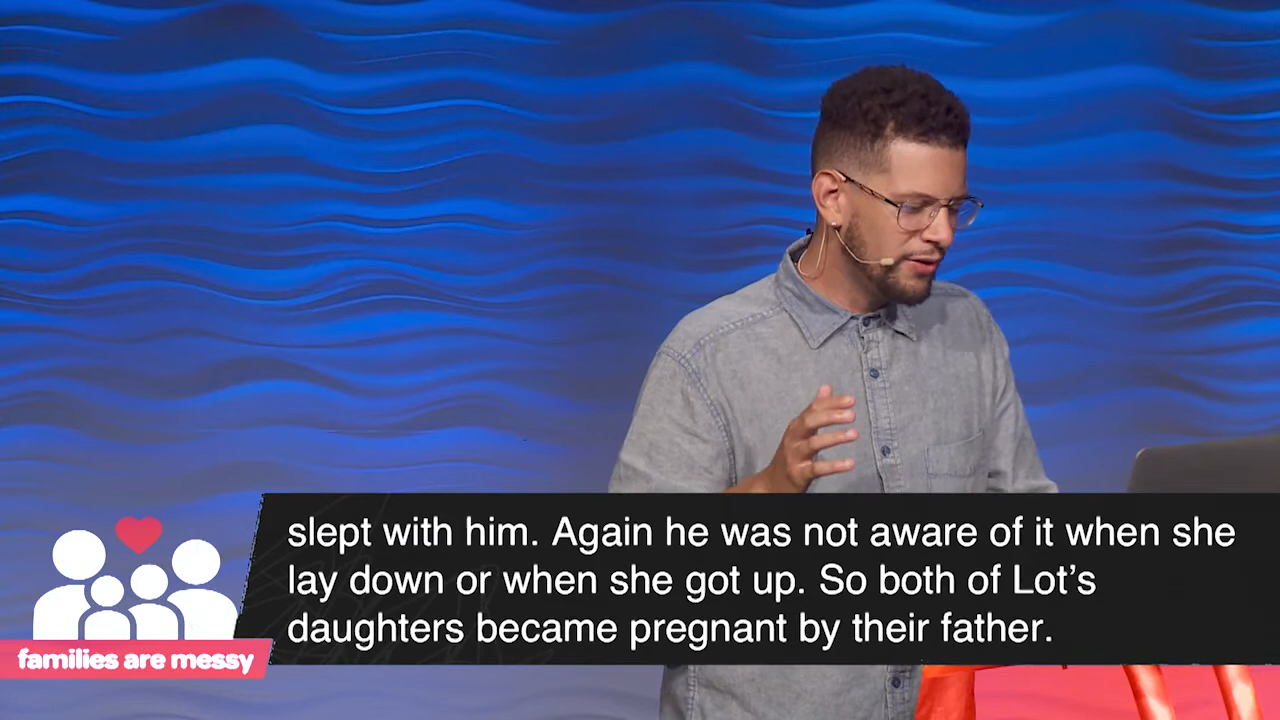 slept with him. Again he was not aware of it when she
lay down or when she got up. So both of Lot’s
daughters became pregnant by their father.
families are messy